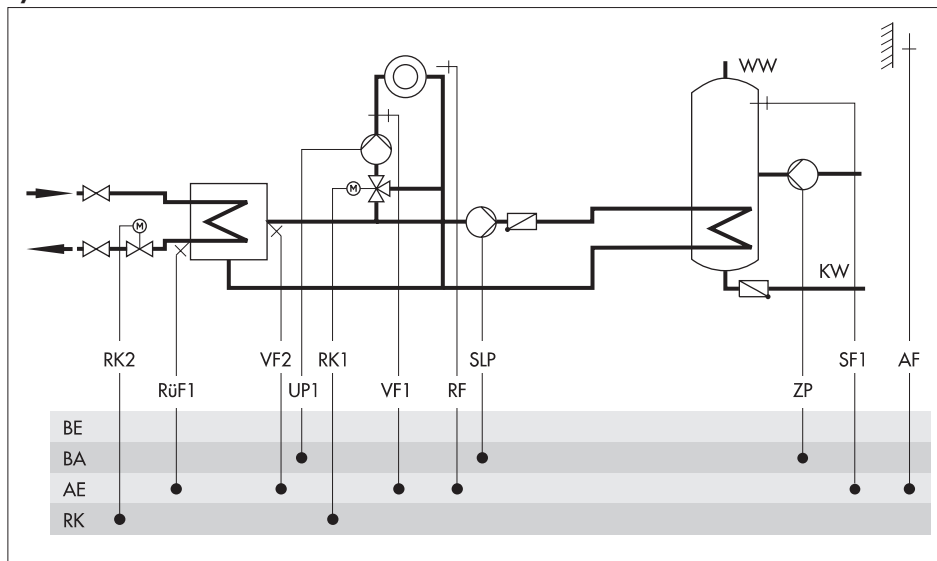 WW
M
M
KW
RK2 VF2 RK1 SLP SF1 AF
RüF1 UP1 VF1 RF ZP
BE
BA
AE
RK